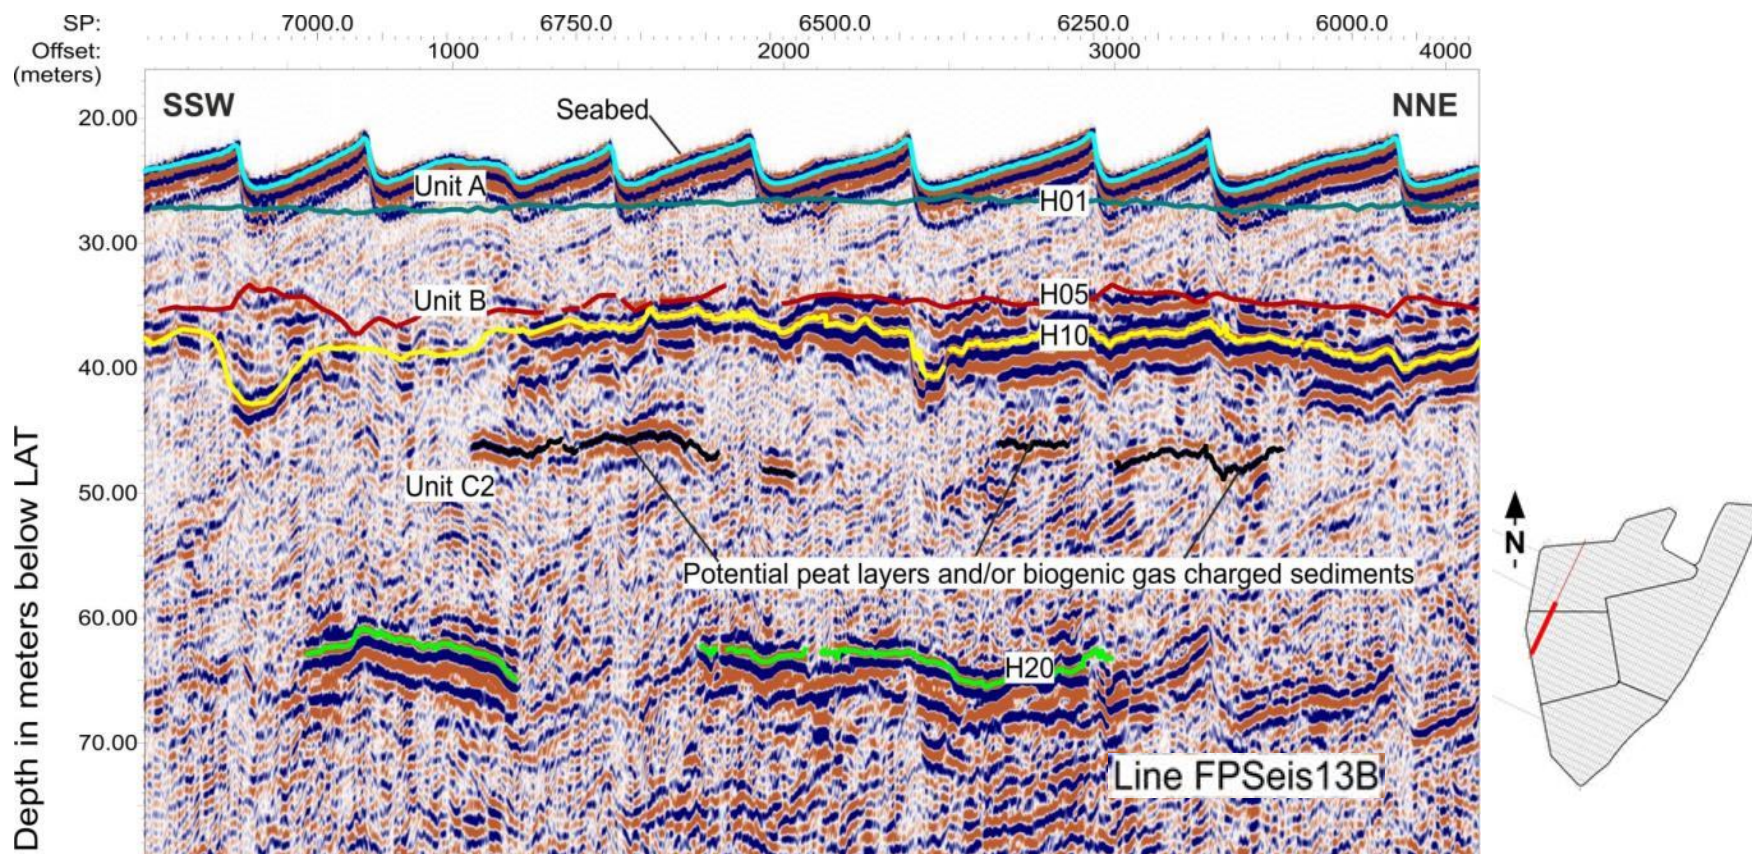 SP: 7000.0 6750.0 6500.0 6250.0 6000.0
Offset: 1000 2000 3000 4000
(meters)
SSW NNE
Seabed
20.00
Unit A
H01
30.00
Unit B H05
H10
40.00
Unit C2
50.00
Potential peat layers and/or biogenic gas charged sediments
60.00
H20
70.00
Line FPSeis13B
Depth in meters below LAT
N